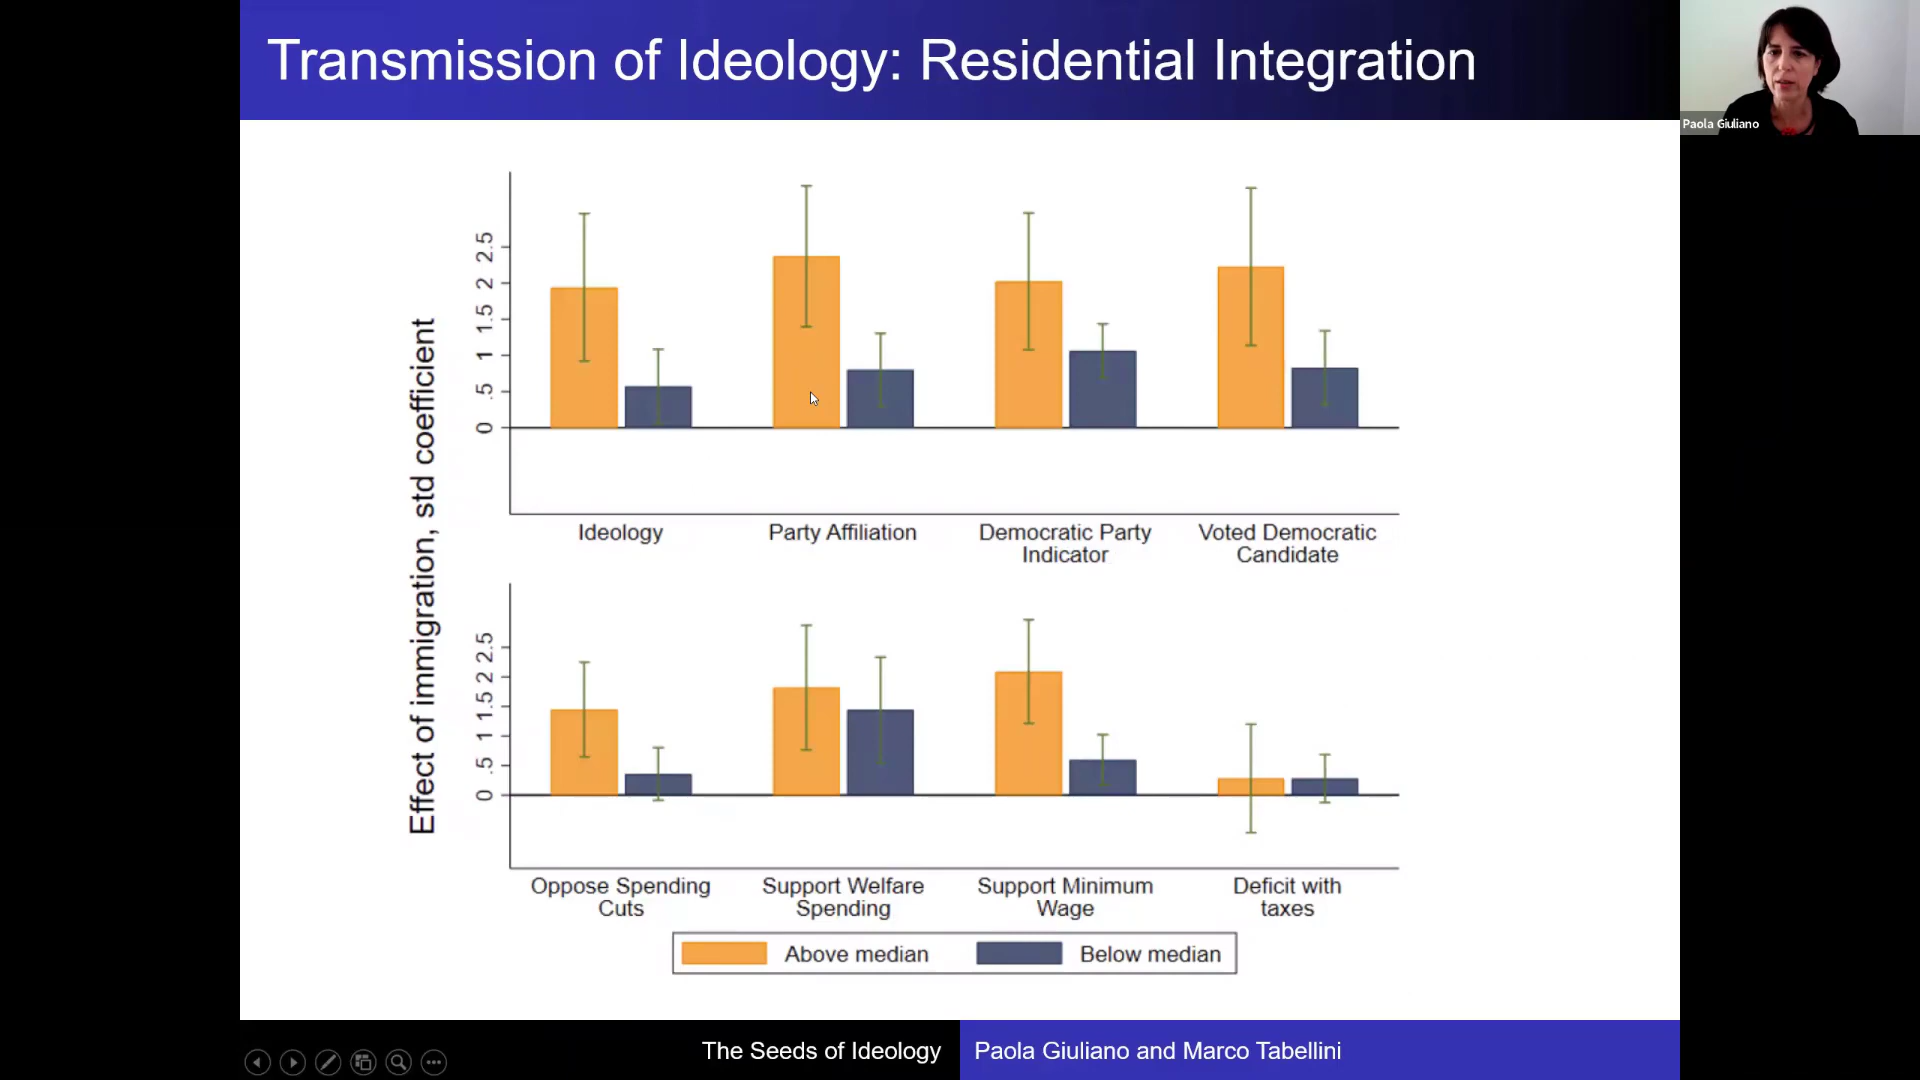 Transmission of Ideology: Residential Integration
Paola Giuliano
Effect of immigration, std coefficient
2.5
2
1.5
1
.5
0
Ideology
Party Affiliation
Democratic Party
Indicator
Voted Democratic
Candidate
2.5
2
1.5
1
.5
0
Oppose Spending
Cuts
Support Welfare
Spending
Support Minimum
Wage
Deficit with
taxes
Above median
Below median
The Seeds of Ideology
Paola Giuliano and Marco Tabellini